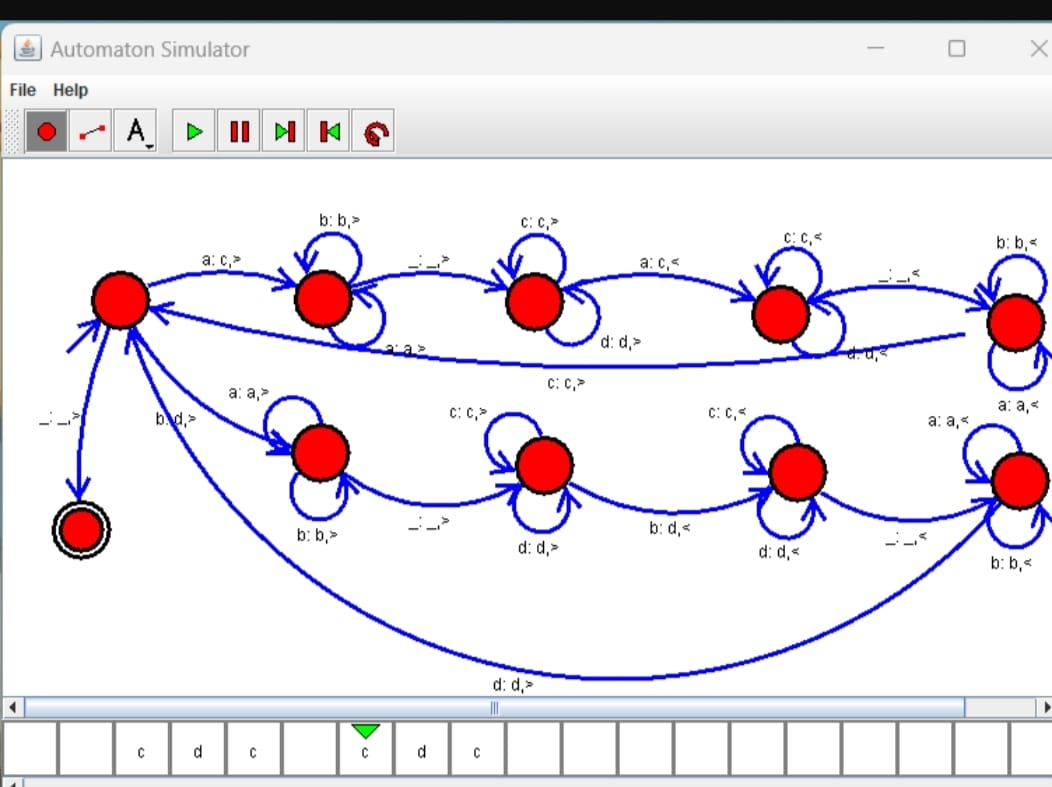 Automaton Simulator
File Help
A
b: b,>
c: c,>
c: c,<
b: b,<
a: c,>
_: _,>
a: c,<
_: _,<
a: a,>
d: d,>
d: d,<
c: c,>
a: a,<
_: _,>
b: d,>
a: a,>
c: c,>
c: c,<
a: a,<
b: b,>
_: _,>
d: d,>
b: d,<
d: d,<
_: _,<
b: b,<
d: d,>
c d c c d c